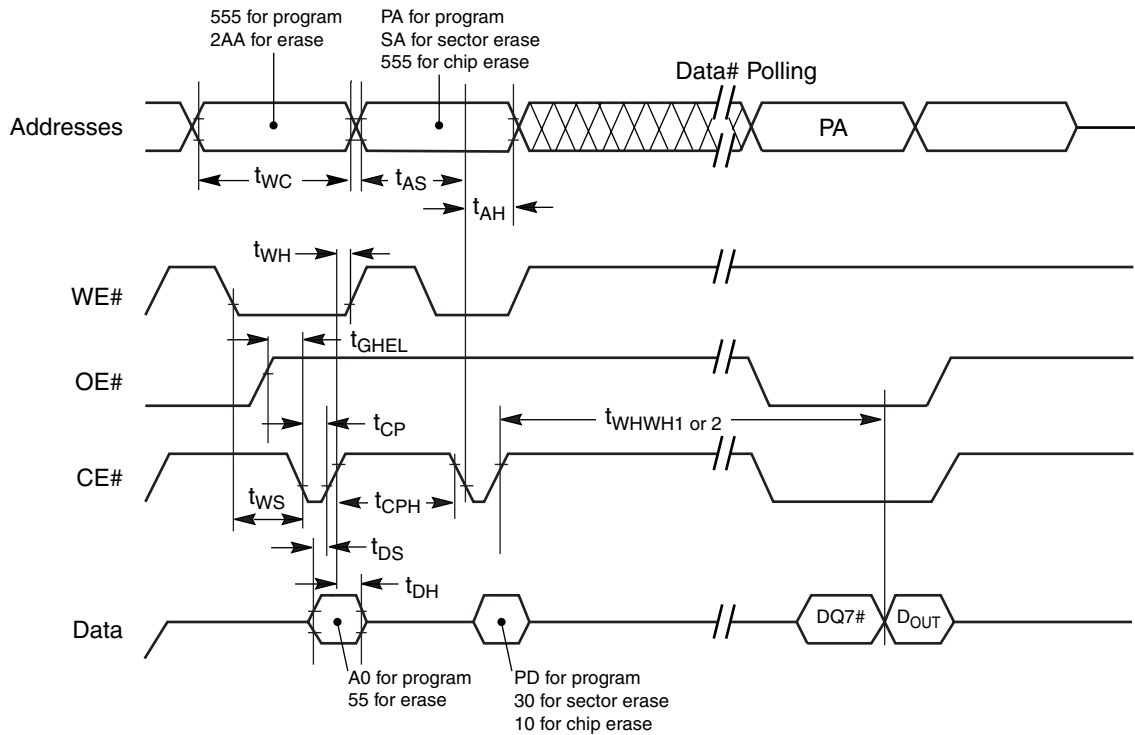 555 for program
2AA for erase
PA for program
SA for sector erase
555 for chip erase
Data# Polling
Addresses
PA
tWC
tAS
tAH
tWH
WE#
tGHEL
OE#
tWHWH1 or 2
tCP
CE#
tWS
tCPH
tDS
tDH
Data
DQ7#
DOUT
A0 for program
55 for erase
PD for program
30 for sector erase
10 for chip erase